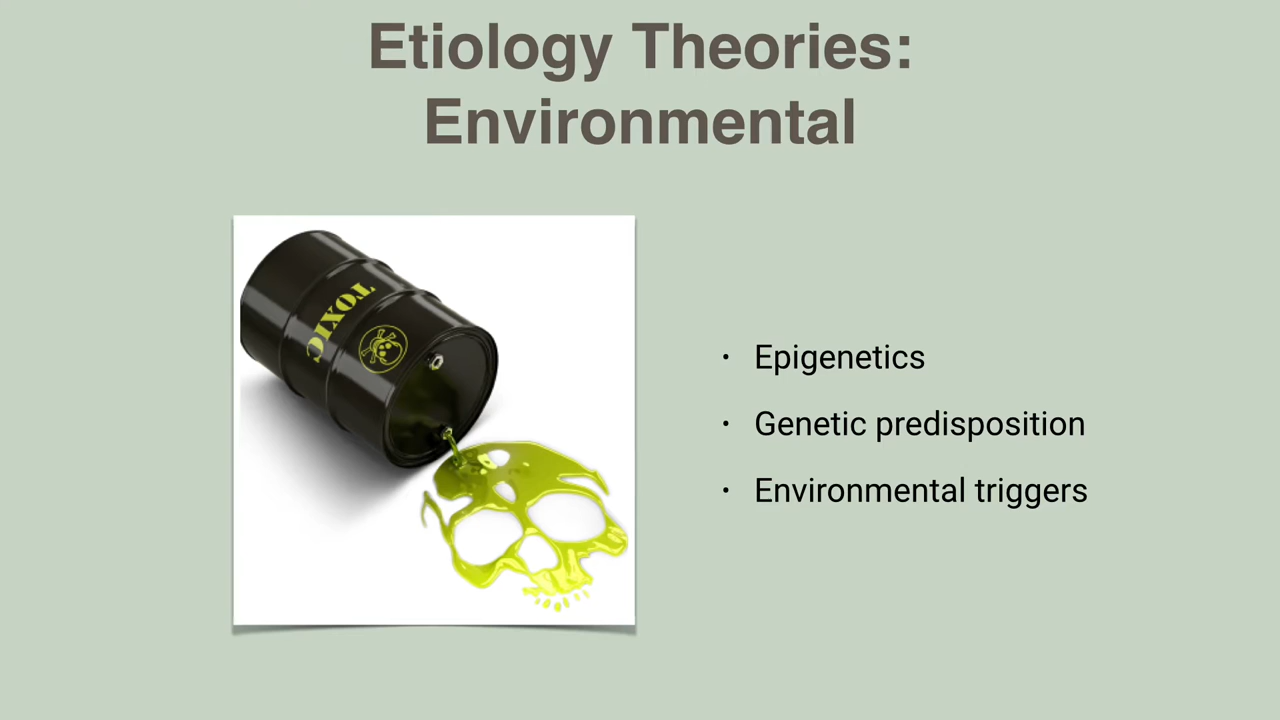 Etiology Theories:
Environmental
TOXIC
• Epigenetics
• Genetic predisposition
• Environmental triggers